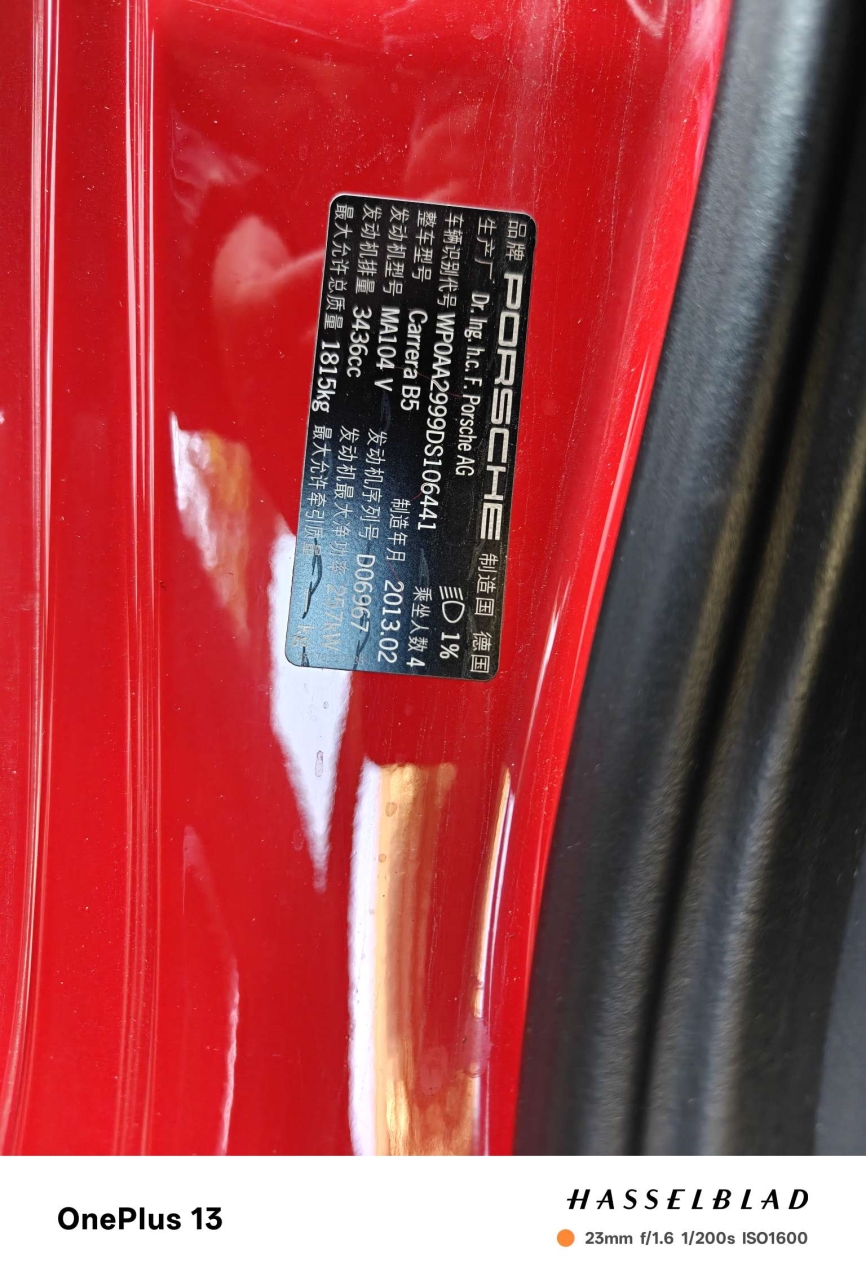 品牌 PORSCHE 制造国 德国
生产厂 Dr. Ing. h.c. F. Porsche AG
车辆识别代号 WP0AA2999DS106441 1%
整车型号 Carrera B5 乘坐人数 4
发动机型号 MA104 V 制造年月 2013.02
发动机排量 3436cc 发动机序列号 D06967
最大允许总质量 1815kg 发动机最大净功率 257kW
最大允许牵引质量 kg
OnePlus 13
HASSELBLAD
23mm f/1.6 1/200s ISO1600